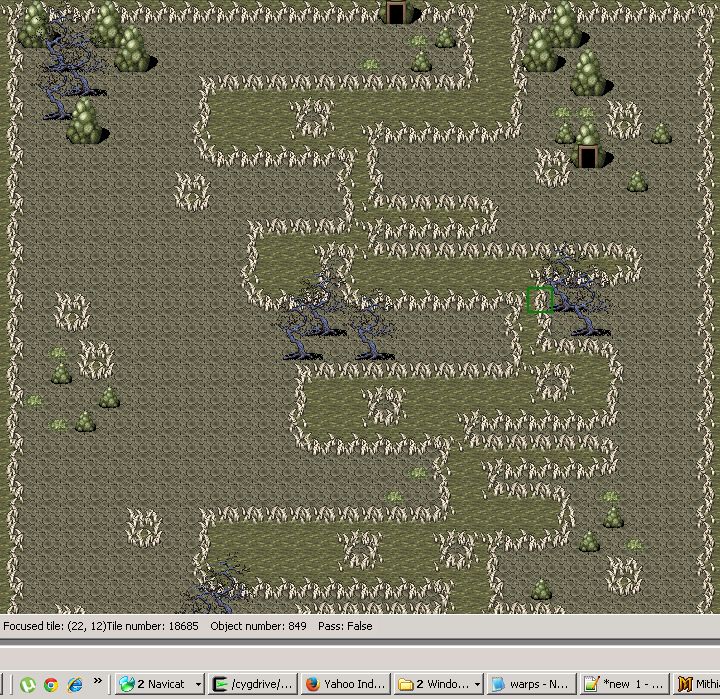 Focused tile: (22, 12)Tile number: 18685 Object number: 849 Pass: False
» 2 Navicat /cygdrive/... Yahoo Ind... 2 Windo... warps - N... *new 1 - ... Mithi